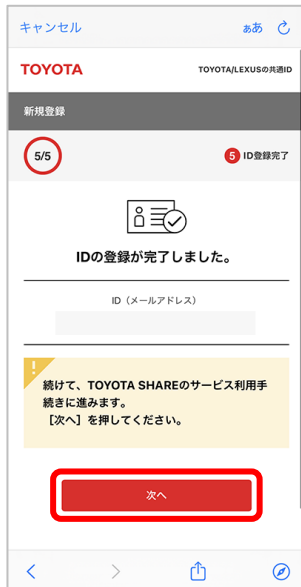 キャンセル ぁあ
TOYOTA TOYOTA/LEXUSの共通ID
新規登録
5/5 5 ID登録完了
IDの登録が完了しました。
ID（メールアドレス）
!
続けて、TOYOTA SHAREのサービス利用手
続きに進みます。
［次へ］を押してください。
次へ